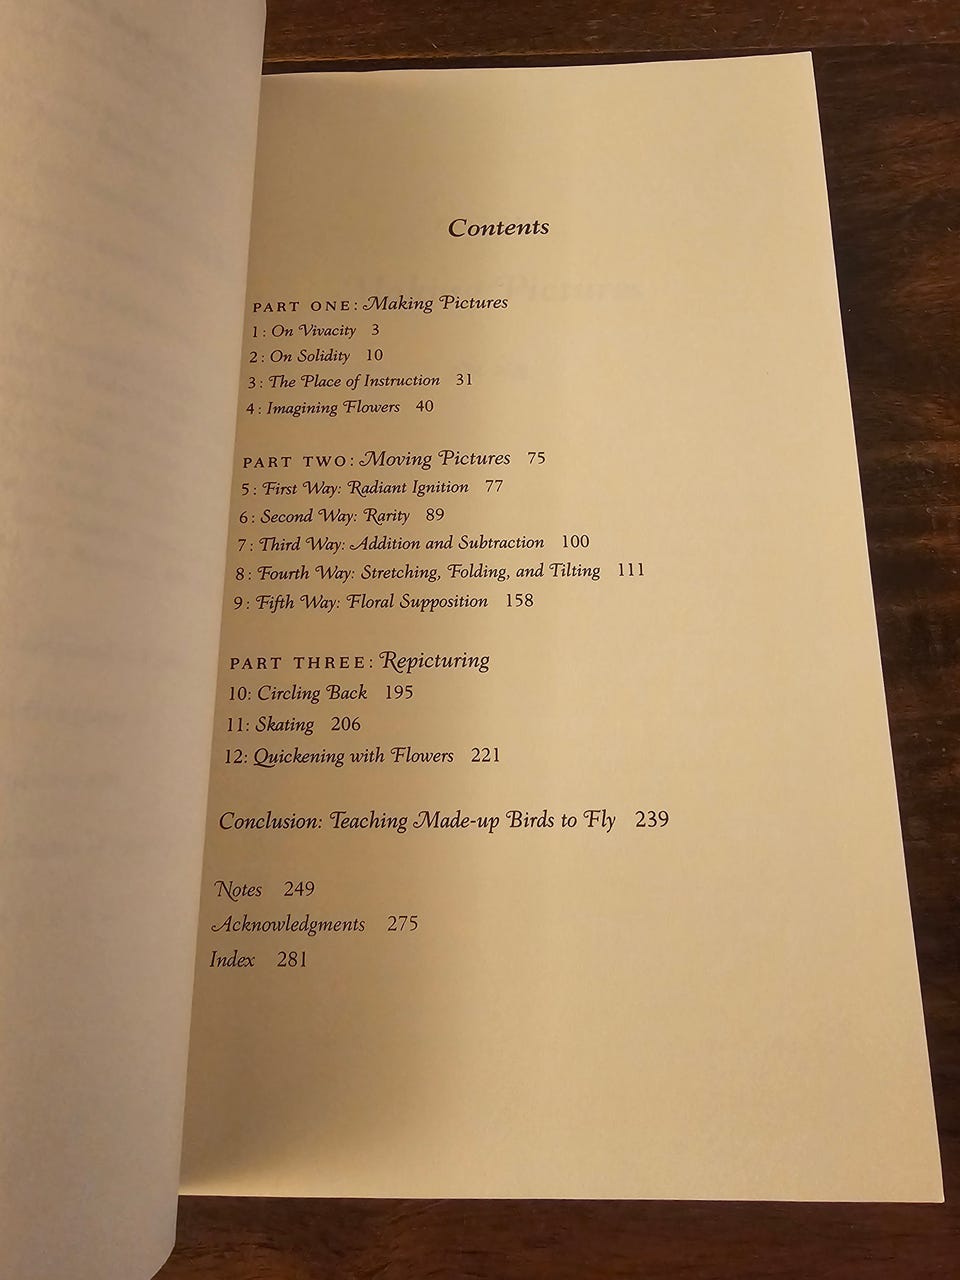 Contents
PART ONE: Making Pictures
1: On Vivacity 3
2: On Solidity 10
3: The Place of Instruction 31
4: Imagining Flowers 40
PART TWO: Moving Pictures 75
5: First Way: Radiant Ignition 77
6: Second Way: Rarity 89
7: Third Way: Addition and Subtraction 100
8: Fourth Way: Stretching, Folding, and Tilting 111
9: Fifth Way: Floral Supposition 158
PART THREE: Repicturing
10: Circling Back 195
11: Skating 206
12: Quickening with Flowers 221
Conclusion: Teaching Made-up Birds to Fly 239
Notes 249
Acknowledgments 275
Index 281